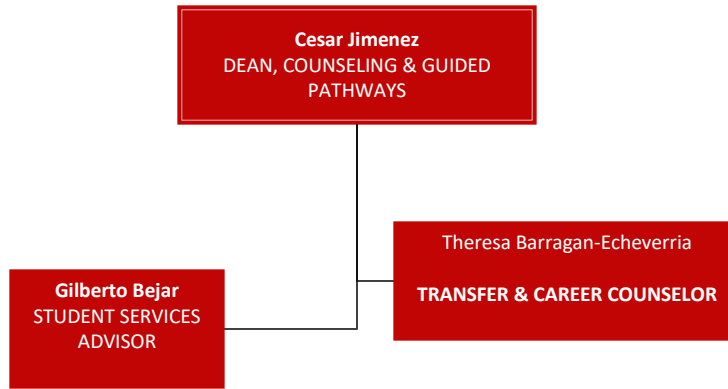 Cesar Jimenez
DEAN, COUNSELING & GUIDED
PATHWAYS
Theresa Barragan-Echeverria
TRANSFER & CAREER COUNSELOR
Gilberto Bejar
STUDENT SERVICES
ADVISOR